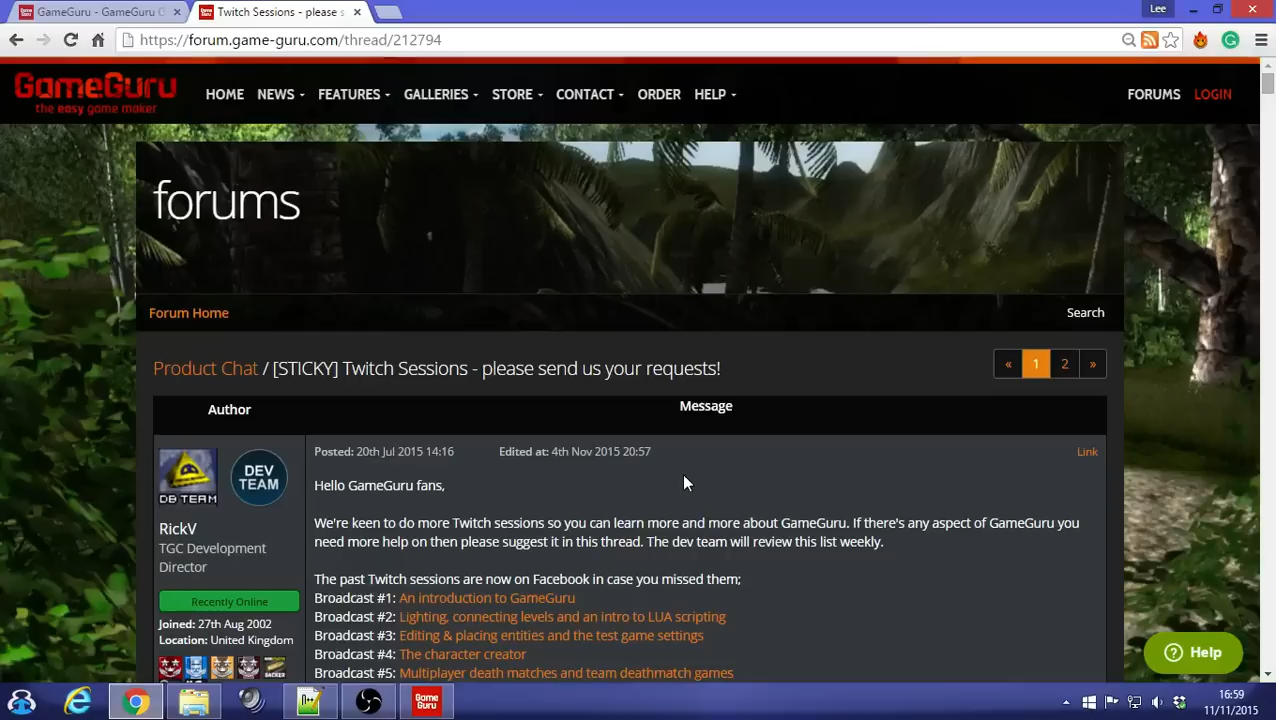 GameGuru - GameGuru G
Twitch Sessions - please s
Lee
https://forum.game-guru.com/thread/212794
GameGuru
the easy game maker
HOME NEWS FEATURES GALLERIES STORE CONTACT ORDER HELP
FORUMS LOGIN
forums
Forum Home
Search
Product Chat / [STICKY] Twitch Sessions - please send us your requests!
« 1 2 »
Author
Message
Posted: 20th Jul 2015 14:16 Edited at: 4th Nov 2015 20:57
Link
DB TEAM
DEV
TEAM
RickV
TGC Development
Director
Recently Online
Joined: 27th Aug 2002
Location: United Kingdom
Hello GameGuru fans,
We're keen to do more Twitch sessions so you can learn more and more about GameGuru. If there's any aspect of GameGuru you
need more help on then please suggest it in this thread. The dev team will review this list weekly.
The past Twitch sessions are now on Facebook in case you missed them;
Broadcast #1: An introduction to GameGuru
Broadcast #2: Lighting, connecting levels and an intro to LUA scripting
Broadcast #3: Editing & placing entities and the test game settings
Broadcast #4: The character creator
Broadcast #5: Multiplayer death matches and team deathmatch games
Help
Game
Guru
16:59
11/11/2015